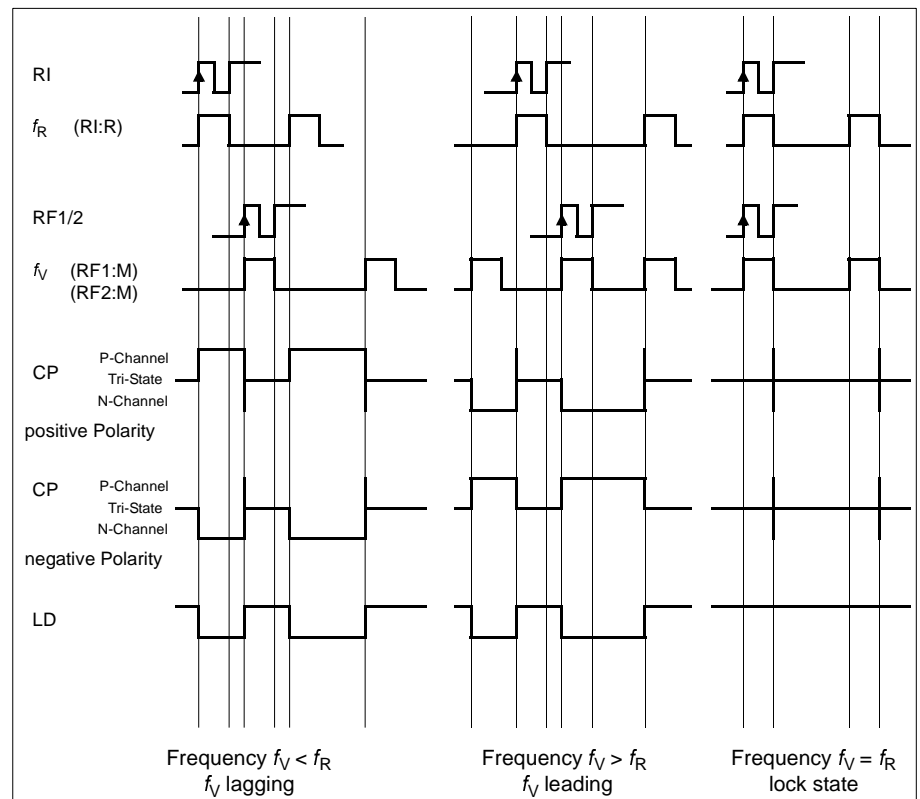 RI
fR (RI:R)
RF1/2
fV (RF1:M)
(RF2:M)
P-Channel
CP Tri-State
N-Channel
positive Polarity
CP P-Channel
Tri-State
N-Channel
negative Polarity
LD
Frequency fV < fR
fV lagging
Frequency fV > fR
fV leading
Frequency fV = fR
lock state